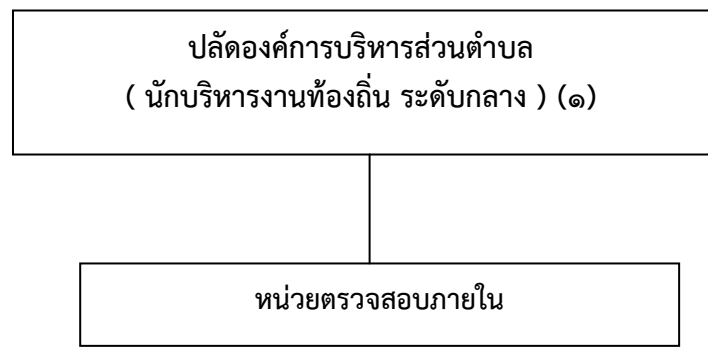 ปลัดองค์การบริหารส่วนตำบล
( นักบริหารงานท้องถิ่น ระดับกลาง ) (๑)
หน่วยตรวจสอบภายใน